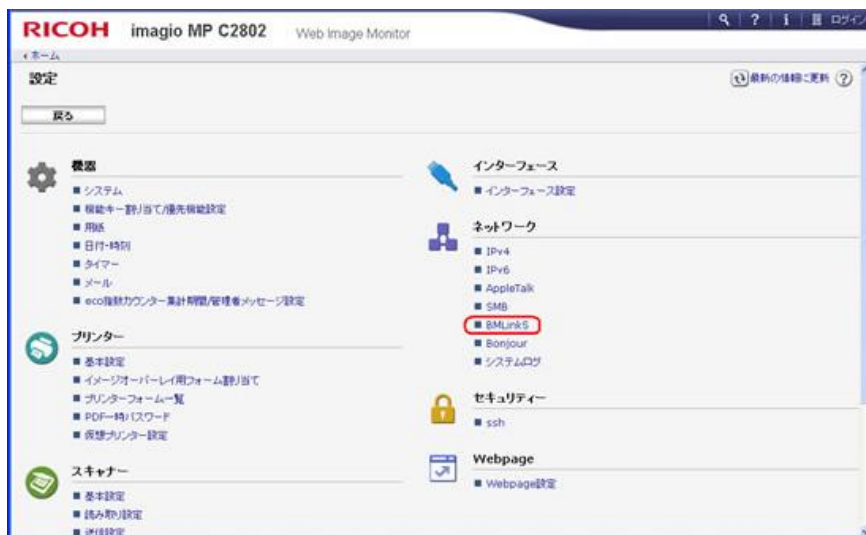 RICOH imagio MP C2802 Web Image Monitor
? i ログイン
ホーム
設定
最新の情報に更新 ?
戻る
機器
システム
機能キー割り当て/優先機能設定
用紙
日付・時刻
タイマー
メール
eco指数カウンター集計期間/管理者メッセージ設定
プリンター
基本設定
イメージオーバーレイ用フォーム割り当て
プリンターフォーム一覧
PDF一時パスワード
仮想プリンター設定
スキャナー
基本設定
読み取り設定
送信設定
インターフェース
インターフェース設定
ネットワーク
IPv4
IPv6
AppleTalk
SMB
BMLinkS
Bonjour
システムログ
セキュリティー
ssh
Webpage
Webpage設定